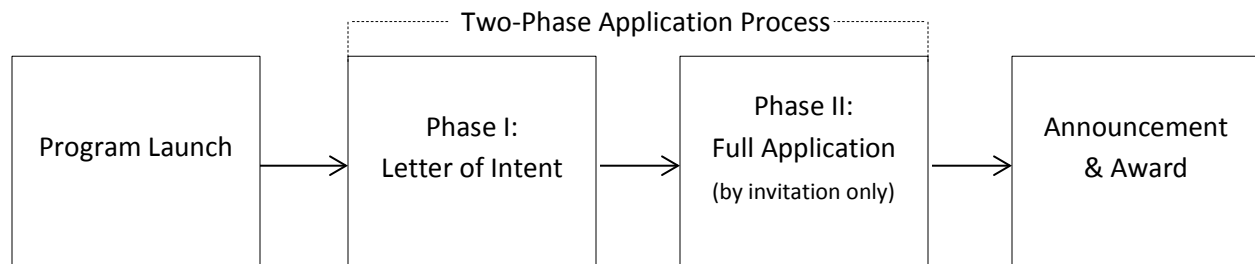 Two-Phase Application Process
Program Launch
Phase I:
Letter of Intent
Phase II:
Full Application
(by invitation only)
Announcement
& Award